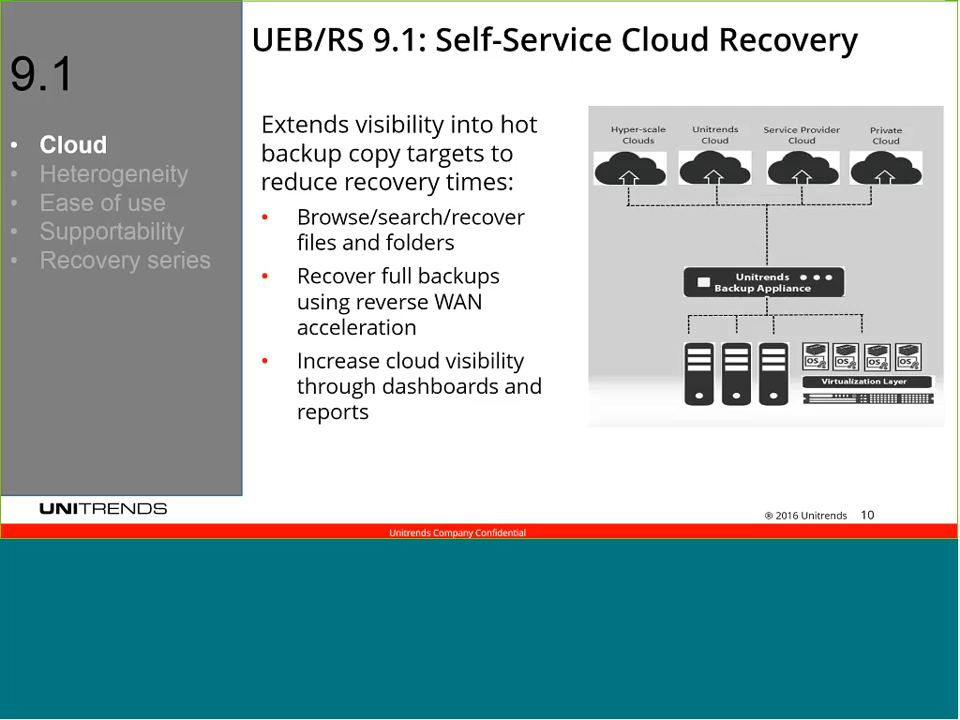 UEB/RS 9.1: Self-Service Cloud Recovery
9.1
• Cloud
• Heterogeneity
• Ease of use
• Supportability
• Recovery series
Extends visibility into hot
backup copy targets to
reduce recovery times:
• Browse/search/recover
files and folders
• Recover full backups
using reverse WAN
acceleration
• Increase cloud visibility
through dashboards and
reports
Hyper-scale
Clouds
Unitrends
Cloud
Service Provider
Cloud
Private
Cloud
Unitrends
Backup Appliance
OS
OS
OS
OS
Virtualization Layer
UNITRENDS
® 2016 Unitrends 10
Unitrends Company Confidential